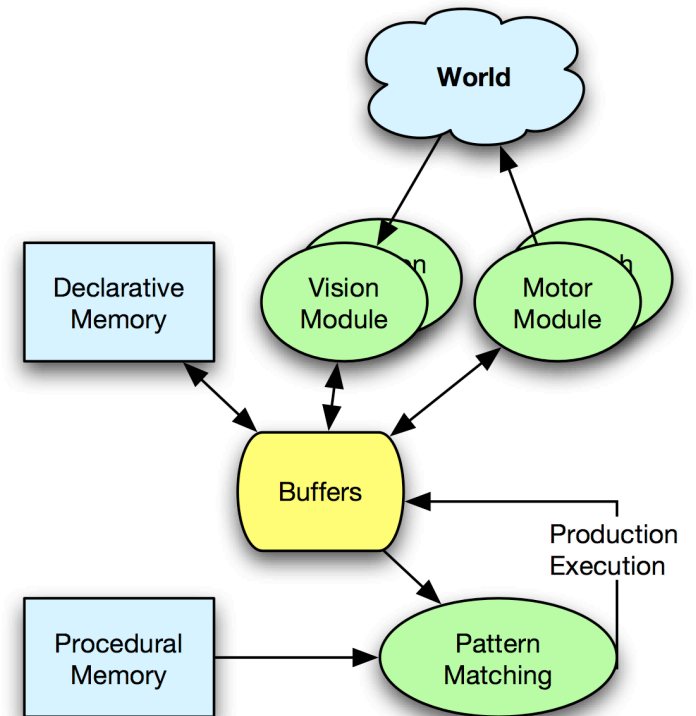 World
Declarative
Memory
Vision
Module
Motor
Module
Buffers
Production
Execution
Procedural
Memory
Pattern
Matching